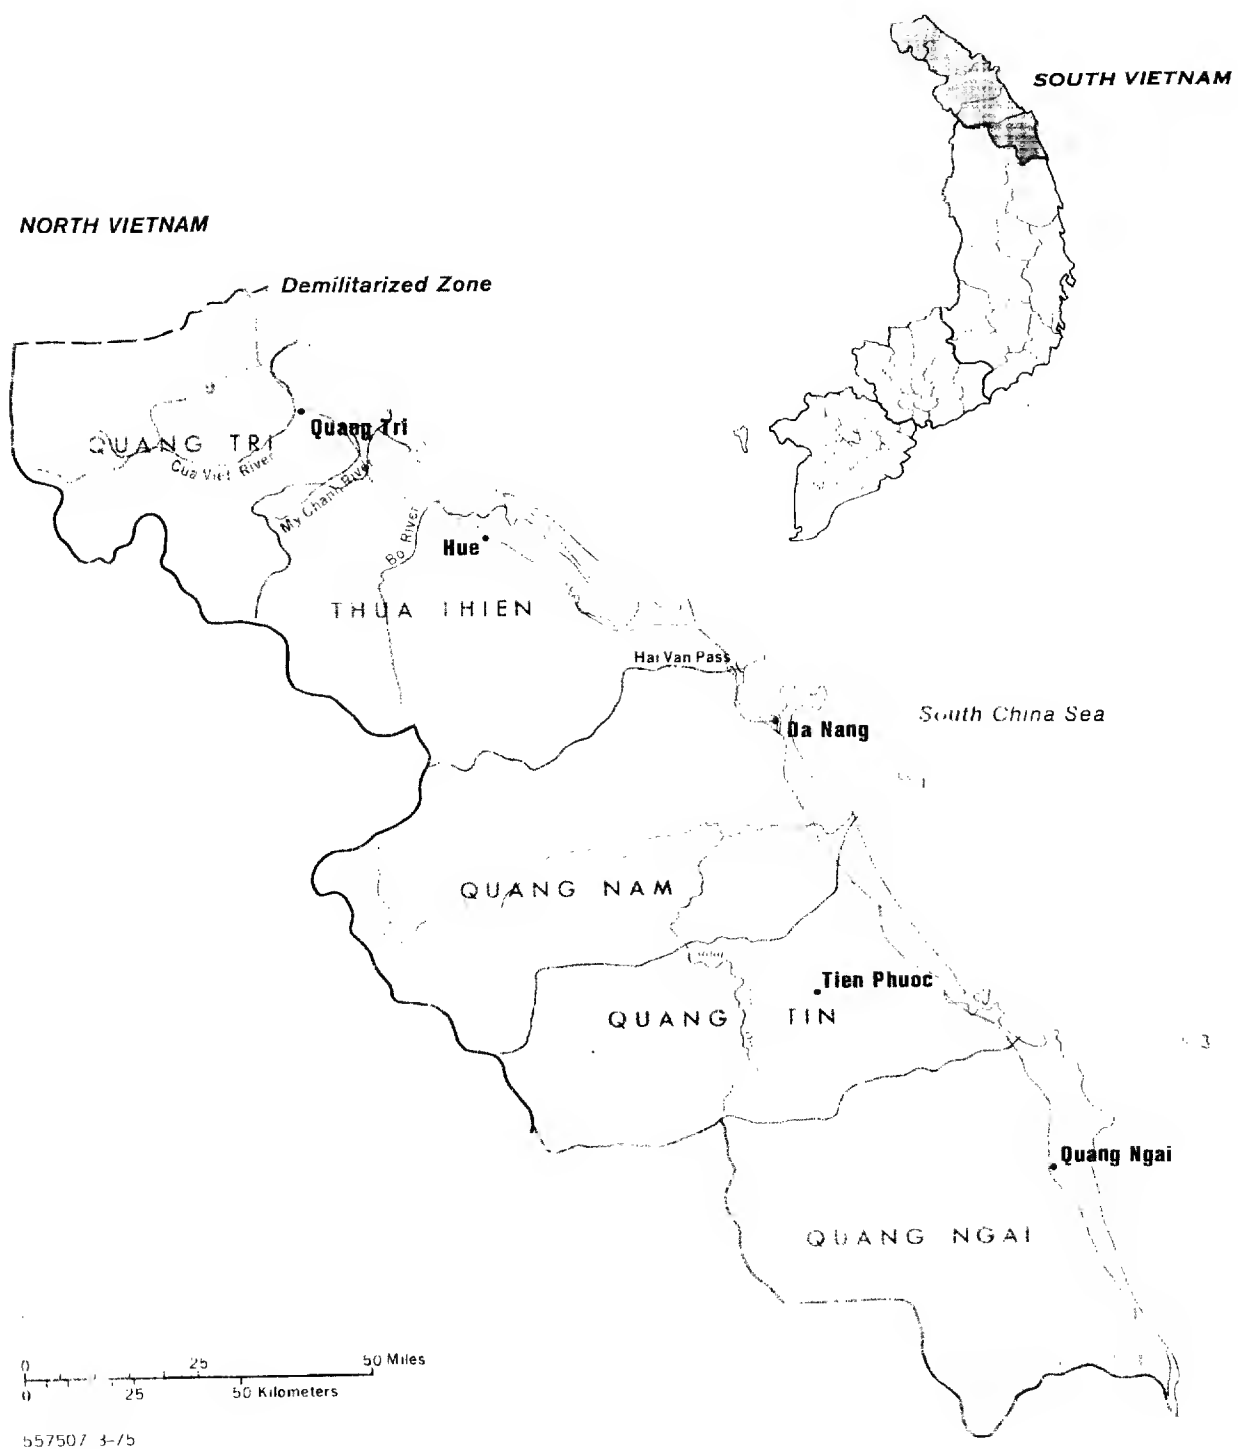 SOUTH VIETNAM
NORTH VIETNAM
Demilitarized Zone
Quang Tri
QUANG TRI
Cua Viet River
My Chanh River
Bo River
Hue
THUA THIEN
Hai Van Pass
South China Sea
Da Nang
QUANG NAM
Tien Phuoc
QUANG TIN
Quang Ngai
QUANG NGAI
0 25 50 Miles
0 25 50 Kilometers
557507 3-75